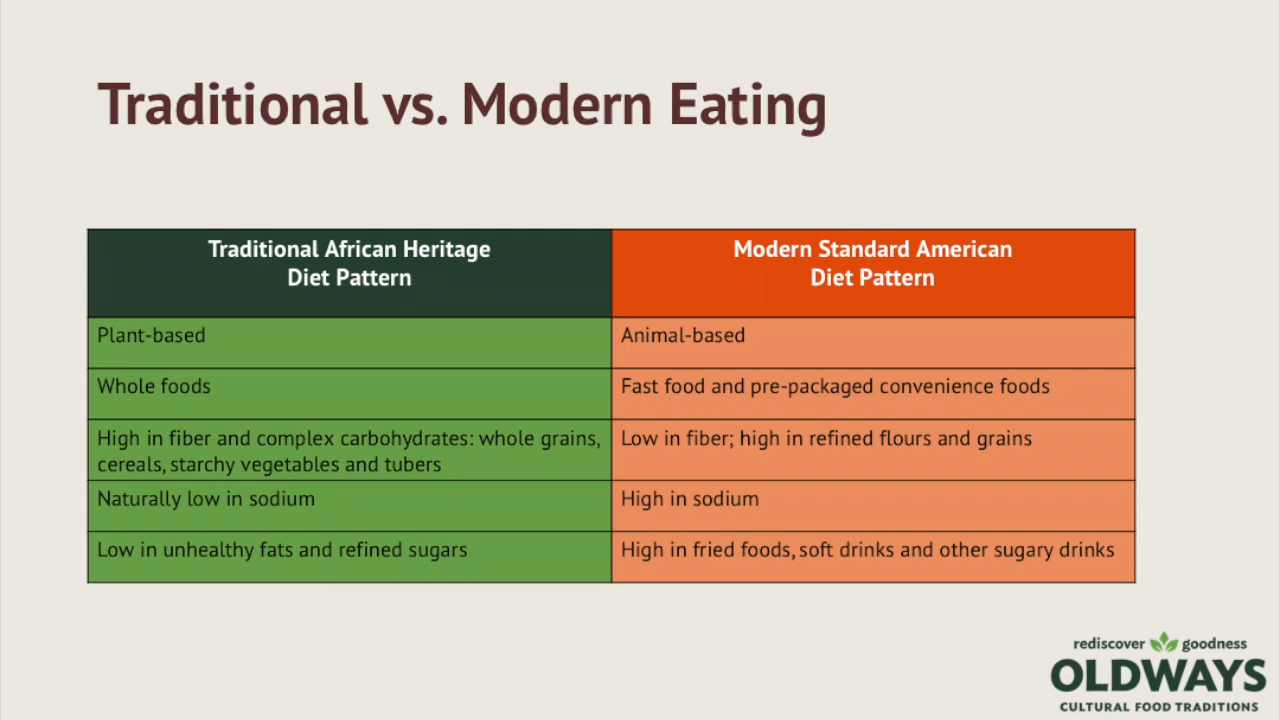 Traditional vs. Modern Eating
Traditional African Heritage
Diet Pattern
Modern Standard American
Diet Pattern
Plant-based
Animal-based
Whole foods
Fast food and pre-packaged convenience foods
High in fiber and complex carbohydrates: whole grains,
cereals, starchy vegetables and tubers
Low in fiber; high in refined flours and grains
Naturally low in sodium
High in sodium
Low in unhealthy fats and refined sugars
High in fried foods, soft drinks and other sugary drinks
rediscover goodness
OLDWAYS
CULTURAL FOOD TRADITIONS